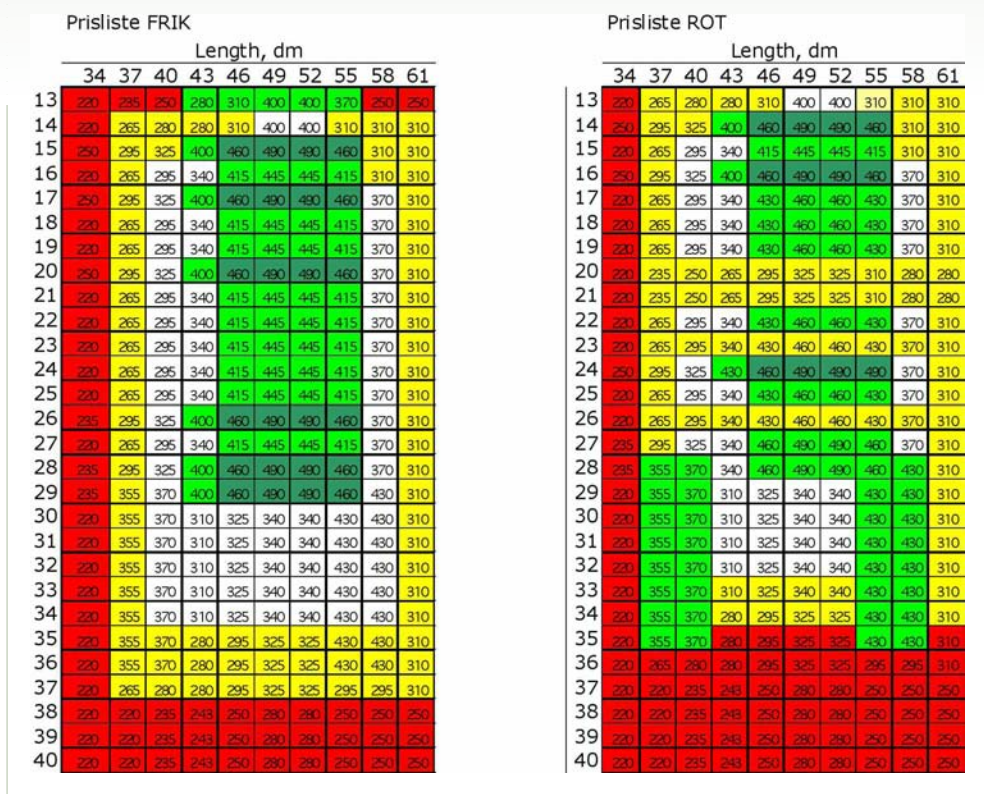 Prisliste FRIK
Length, dm
34 37 40 43 46 49 52 55 58 61
13 220 235 250 280 310 400 400 370 250 250
14 220 265 280 280 310 400 400 310 310 310
15 250 295 325 400 460 490 490 460 310 310
16 220 265 295 340 415 445 445 415 310 310
17 250 295 325 400 460 490 490 460 370 310
18 220 265 295 340 415 445 445 415 370 310
19 220 265 295 340 415 445 445 415 370 310
20 250 295 325 400 460 490 490 460 370 310
21 220 265 295 340 415 445 445 415 370 310
22 220 265 295 340 415 445 445 415 370 310
23 220 265 295 340 415 445 445 415 370 310
24 220 265 295 340 415 445 445 415 370 310
25 220 265 295 340 415 445 445 415 370 310
26 235 295 325 400 460 490 490 460 370 310
27 220 265 295 340 415 445 445 415 370 310
28 235 295 325 400 460 490 490 460 370 310
29 235 355 370 400 460 490 490 460 430 310
30 220 355 370 310 325 340 340 430 430 310
31 220 355 370 310 325 340 340 430 430 310
32 220 355 370 310 325 340 340 430 430 310
33 220 355 370 310 325 340 340 430 430 310
34 220 355 370 310 325 340 340 430 430 310
35 220 355 370 280 295 325 325 430 430 310
36 220 355 370 280 295 325 325 430 430 310
37 220 265 280 280 295 325 325 295 295 310
38 220 220 235 243 250 280 280 250 250 250
39 220 220 235 243 250 280 280 250 250 250
40 220 220 235 243 250 280 280 250 250 250
Prisliste ROT
Length, dm
34 37 40 43 46 49 52 55 58 61
13 220 265 280 280 310 400 400 310 310 310
14 250 295 325 400 460 490 490 460 310 310
15 220 265 295 340 415 445 445 415 310 310
16 250 295 325 400 460 490 490 460 370 310
17 220 265 295 340 430 460 460 430 370 310
18 220 265 295 340 430 460 460 430 370 310
19 220 265 295 340 430 460 460 430 370 310
20 220 235 250 265 295 325 325 310 280 280
21 220 235 250 265 295 325 325 310 280 280
22 220 265 295 340 430 460 460 430 370 310
23 220 265 295 340 430 460 460 430 370 310
24 250 295 325 430 460 490 490 490 370 310
25 220 265 295 340 430 460 460 430 370 310
26 220 265 295 340 430 460 460 430 370 310
27 235 295 325 340 460 490 490 460 370 310
28 235 355 370 340 460 490 490 460 430 310
29 220 355 370 310 325 340 340 430 430 310
30 220 355 370 310 325 340 340 430 430 310
31 220 355 370 310 325 340 340 430 430 310
32 220 355 370 310 325 340 340 430 430 310
33 220 355 370 310 325 340 340 430 430 310
34 220 355 370 280 295 325 325 430 430 310
35 220 355 370 280 295 325 325 430 430 310
36 220 265 280 280 295 325 325 295 295 310
37 220 220 235 243 250 280 280 250 250 250
38 220 220 235 243 250 280 280 250 250 250
39 220 220 235 243 250 280 280 250 250 250
40 220 220 235 243 250 280 280 250 250 250